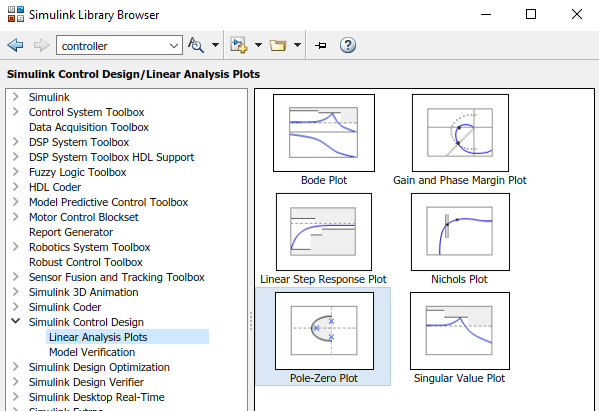 Simulink Library Browser
controller
Simulink Control Design/Linear Analysis Plots
Simulink
Control System Toolbox
Data Acquisition Toolbox
DSP System Toolbox
DSP System Toolbox HDL Support
Fuzzy Logic Toolbox
HDL Coder
Model Predictive Control Toolbox
Motor Control Blockset
Report Generator
Robotics System Toolbox
Robust Control Toolbox
Sensor Fusion and Tracking Toolbox
Simulink 3D Animation
Simulink Coder
Simulink Control Design
Linear Analysis Plots
Model Verification
Simulink Design Optimization
Simulink Design Verifier
Simulink Desktop Real-Time
Bode Plot
Gain and Phase Margin Plot
Linear Step Response Plot
Nichols Plot
Pole-Zero Plot
Singular Value Plot